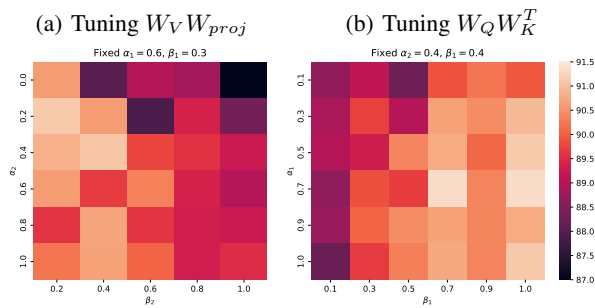 (a) Tuning $W_V W_{proj}$
(b) Tuning $W_Q W_K^T$
Fixed α₁ = 0.6, β₁ = 0.3
0.0
0.2
0.4
0.6
0.8
1.0
α₂
0.2 0.4 0.6 0.8 1.0
β₂
Fixed α₂ = 0.4, β₁ = 0.4
0.1
0.3
0.5
0.7
0.9
1.0
α₁
0.1 0.3 0.5 0.7 0.9 1.0
β₁
91.5
91.0
90.5
90.0
89.5
89.0
88.5
88.0
87.5
87.0